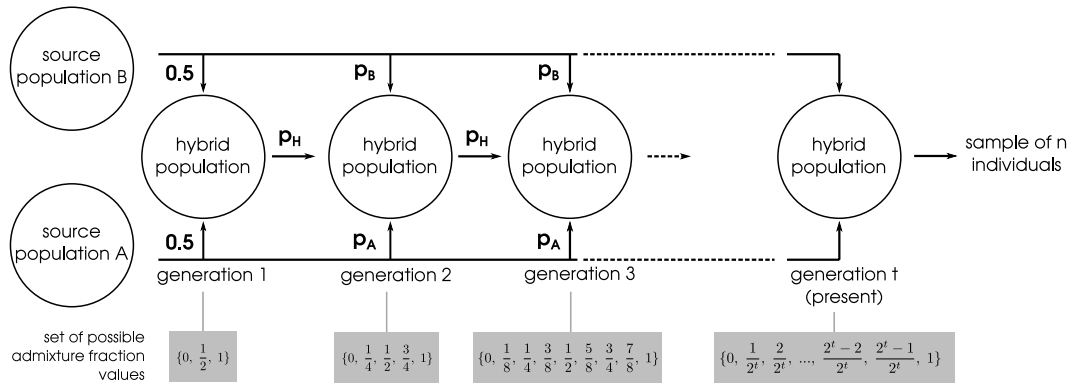 source
population B
0.5
p_B
p_B
hybrid
population
p_H
hybrid
population
p_H
hybrid
population
hybrid
population
sample of n
individuals
source
population A
0.5
p_A
p_A
generation 1
generation 2
generation 3
generation t
(present)
set of possible
admixture fraction
values
{0, 1/2, 1}
{0, 1/4, 1/2, 3/4, 1}
{0, 1/8, 1/4, 3/8, 1/2, 5/8, 3/4, 7/8, 1}
{0, 1/2^t, 2/2^t, ..., 2^t−2/2^t, 2^t−1/2^t, 1}